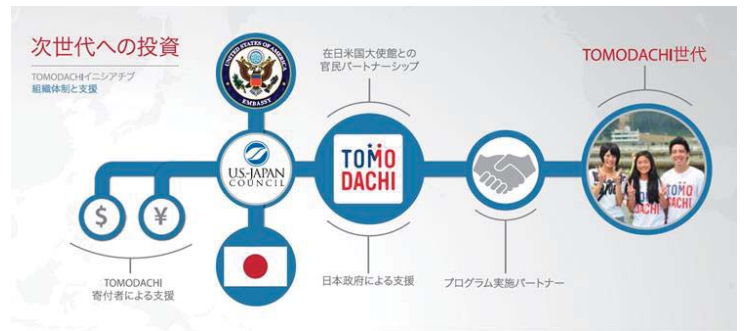 次世代への投資
TOMODACHIイニシアチブ
組織体制と支援
UNITED STATES OF AMERICA
EMBASSY
在日米国大使館との
官民パートナーシップ
TOMODACHI世代
U.S.-JAPAN
COUNCIL
TOMO
DACHI
$
¥
TOMODACHI
寄付者による支援
日本政府による支援
プログラム実施パートナー
TOMO
DACHI